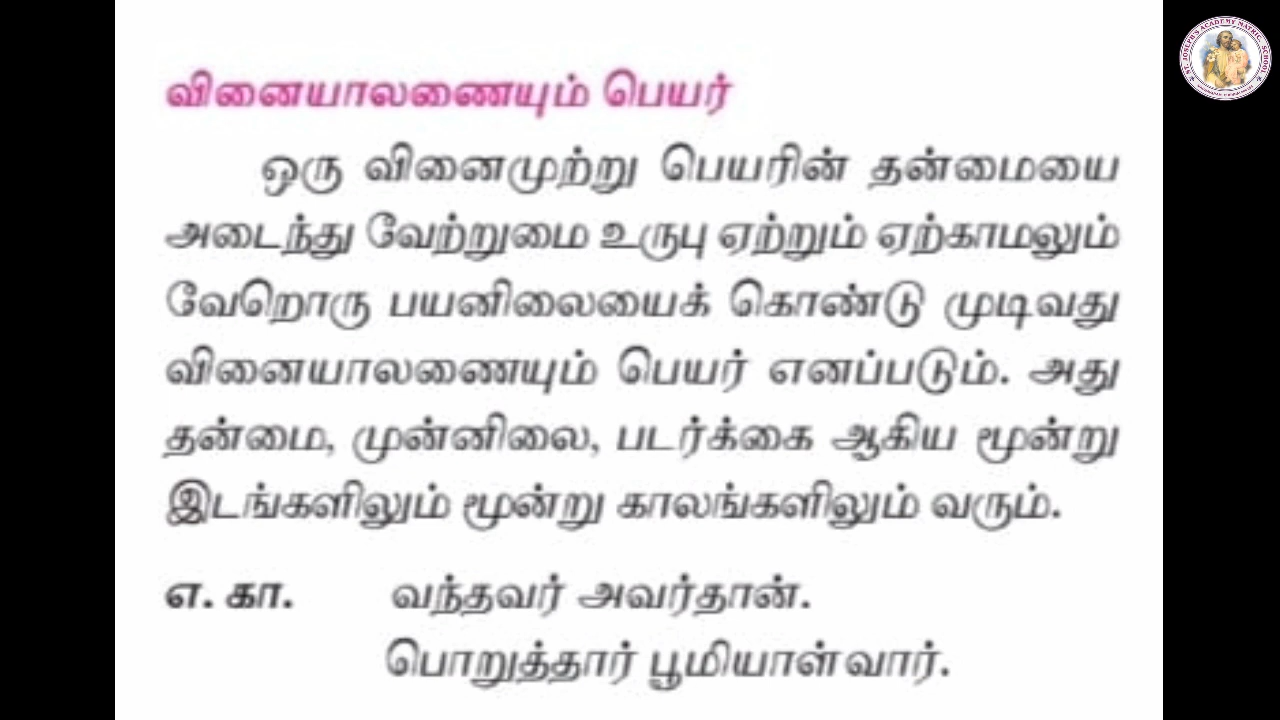 வினையாலணையும் பெயர்
ஒரு வினைமுற்று பெயரின் தன்மையை
அடைந்து வேற்றுமை உருபு ஏற்றும் ஏற்காமலும்
வேறொரு பயனிலையைக் கொண்டு முடிவது
வினையாலணையும் பெயர் எனப்படும். அது
தன்மை, முன்னிலை, படர்க்கை ஆகிய மூன்று
இடங்களிலும் மூன்று காலங்களிலும் வரும்.
எ. கா. வந்தவர் அவர்தான்.
பொறுத்தார் பூமியாள்வார்.